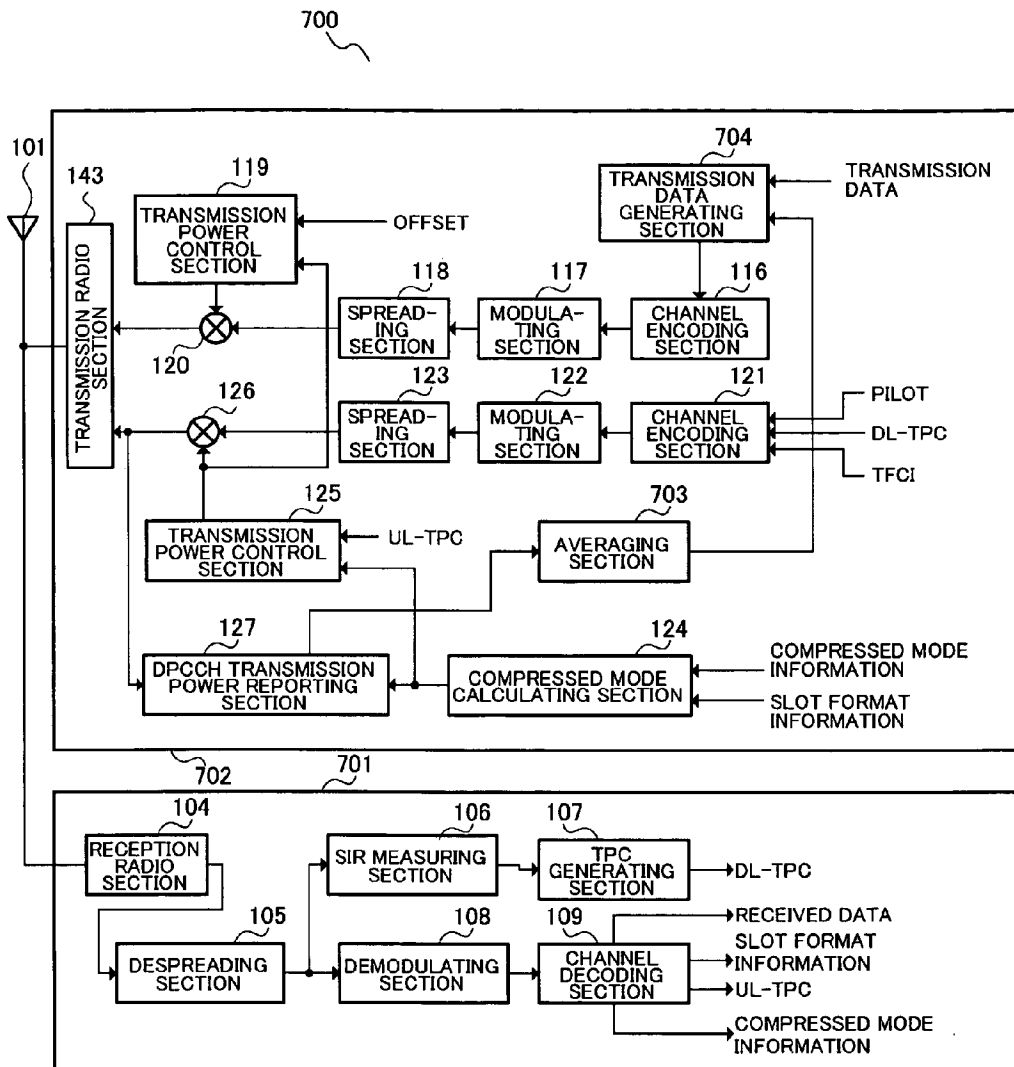 700
101
143
TRANSMISSION RADIO
SECTION
119
TRANSMISSION
POWER
CONTROL
SECTION
OFFSET
704
TRANSMISSION
DATA
GENERATING
SECTION
TRANSMISSION
DATA
120
118
SPREAD-
ING
SECTION
117
MODULA-
TING
SECTION
116
CHANNEL
ENCODING
SECTION
126
123
SPREAD-
ING
SECTION
122
MODULA-
TING
SECTION
121
CHANNEL
ENCODING
SECTION
PILOT
DL-TPC
TFCI
125
TRANSMISSION
POWER CONTROL
SECTION
UL-TPC
703
AVERAGING
SECTION
127
DPCCH TRANSMISSION
POWER REPORTING
SECTION
124
COMPRESSED MODE
CALCULATING SECTION
COMPRESSED MODE
INFORMATION
SLOT FORMAT
INFORMATION
702
701
104
RECEPTION
RADIO
SECTION
106
SIR MEASURING
SECTION
107
TPC
GENERATING
SECTION
DL-TPC
105
DESPREADING
SECTION
108
DEMODULATING
SECTION
109
CHANNEL
DECODING
SECTION
RECEIVED DATA
SLOT FORMAT
INFORMATION
UL-TPC
COMPRESSED MODE
INFORMATION